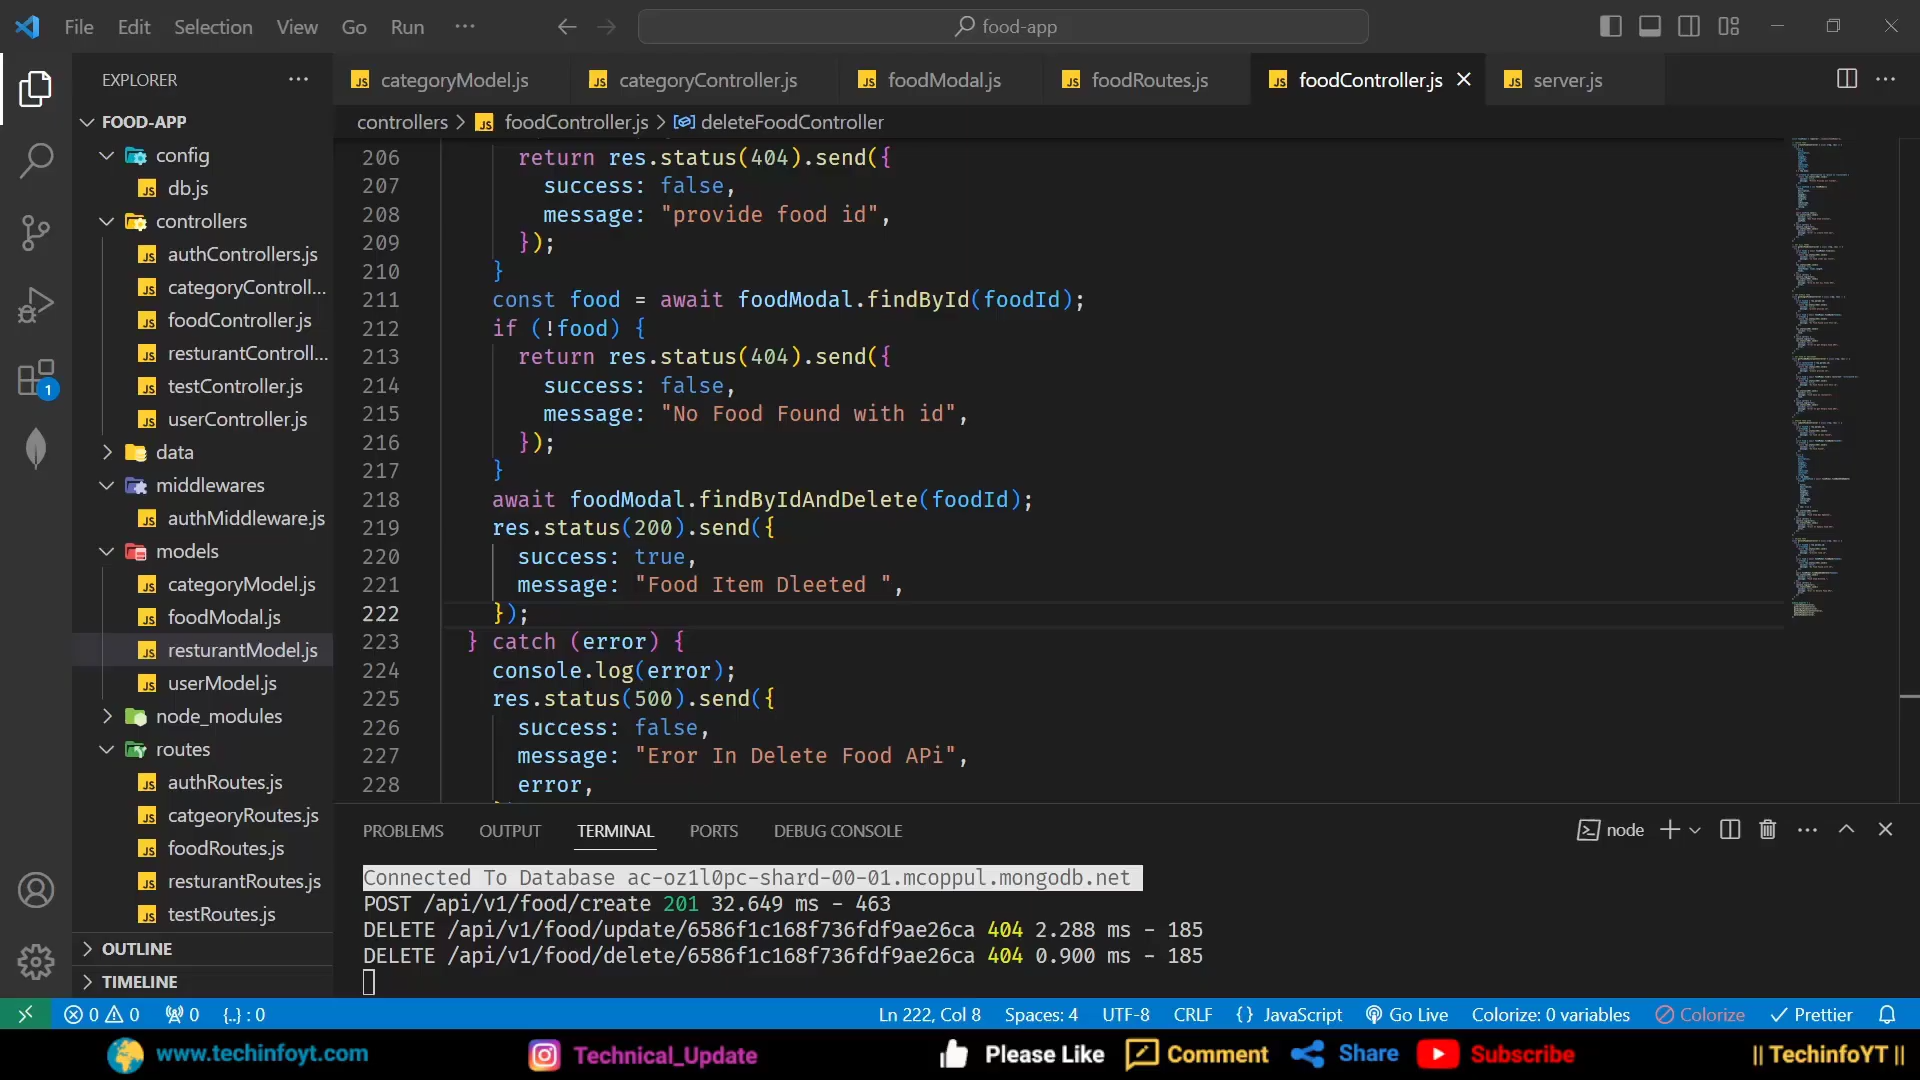 File Edit Selection View Go Run ··· food-app
EXPLORER ···
categoryModel.js categoryController.js foodModal.js foodRoutes.js foodController.js server.js ···
controllers > foodController.js > deleteFoodController
FOOD-APP
config
db.js
controllers
authControllers.js
categoryControll...
foodController.js
resturantControll...
testController.js
userController.js
data
middlewares
authMiddleware.js
models
categoryModel.js
foodModal.js
resturantModel.js
userModel.js
node_modules
routes
authRoutes.js
catgeoryRoutes.js
foodRoutes.js
resturantRoutes.js
testRoutes.js
OUTLINE
TIMELINE
1
206 return res.status(404).send({
207 success: false,
208 message: "provide food id",
209 });
210 }
211 const food = await foodModal.findById(foodId);
212 if (!food) {
213 return res.status(404).send({
214 success: false,
215 message: "No Food Found with id",
216 });
217 }
218 await foodModal.findByIdAndDelete(foodId);
219 res.status(200).send({
220 success: true,
221 message: "Food Item Dleeted ",
222 });
223 } catch (error) {
224 console.log(error);
225 res.status(500).send({
226 success: false,
227 message: "Eror In Delete Food APi",
228 error,
PROBLEMS OUTPUT TERMINAL PORTS DEBUG CONSOLE node ···
Connected To Database ac-oz1l0pc-shard-00-01.mcoppul.mongodb.net
POST /api/v1/food/create 201 32.649 ms - 463
DELETE /api/v1/food/update/6586f1c168f736fdf9ae26ca 404 2.288 ms - 185
DELETE /api/v1/food/delete/6586f1c168f736fdf9ae26ca 404 0.900 ms - 185
0 0 0 {..} : 0 Ln 222, Col 8 Spaces: 4 UTF-8 CRLF {} JavaScript Go Live Colorize: 0 variables Colorize Prettier
www.techinfoyt.com Technical_Update Please Like Comment Share Subscribe || TechinfoYT ||